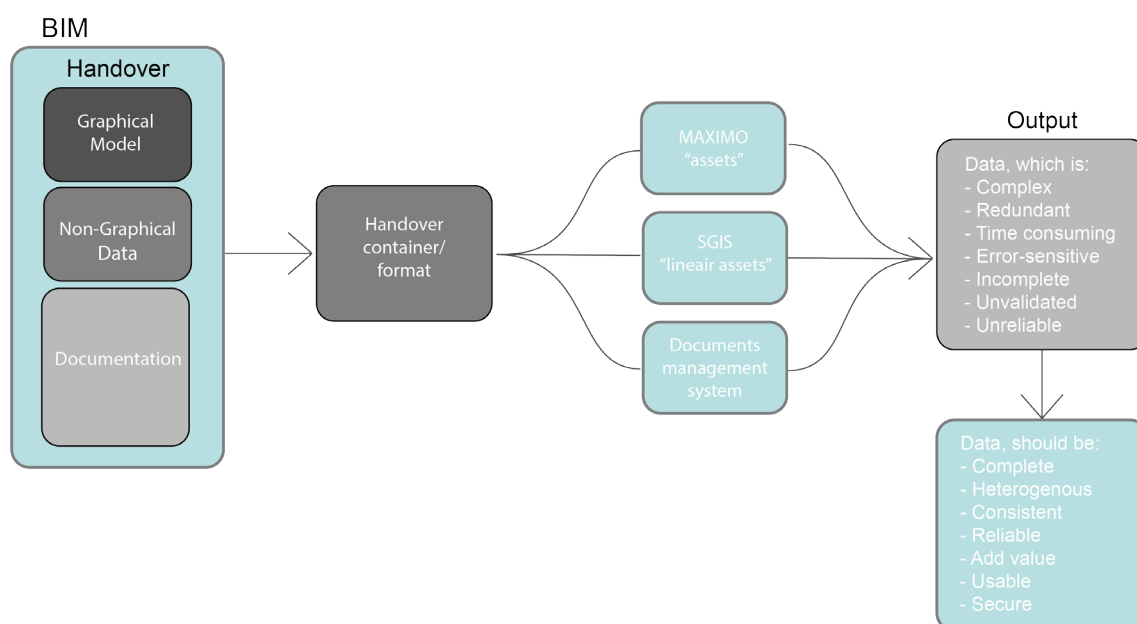 BIM
Handover
Graphical
Model
Non-Graphical
Data
Documentation
Handover
container/
format
MAXIMO
"assets"
SGIS
"lineair assets"
Documents
management
system
Output
Data, which is:
- Complex
- Redundant
- Time consuming
- Error-sensitive
- Incomplete
- Unvalidated
- Unreliable
Data, should be:
- Complete
- Heterogenous
- Consistent
- Reliable
- Add value
- Usable
- Secure